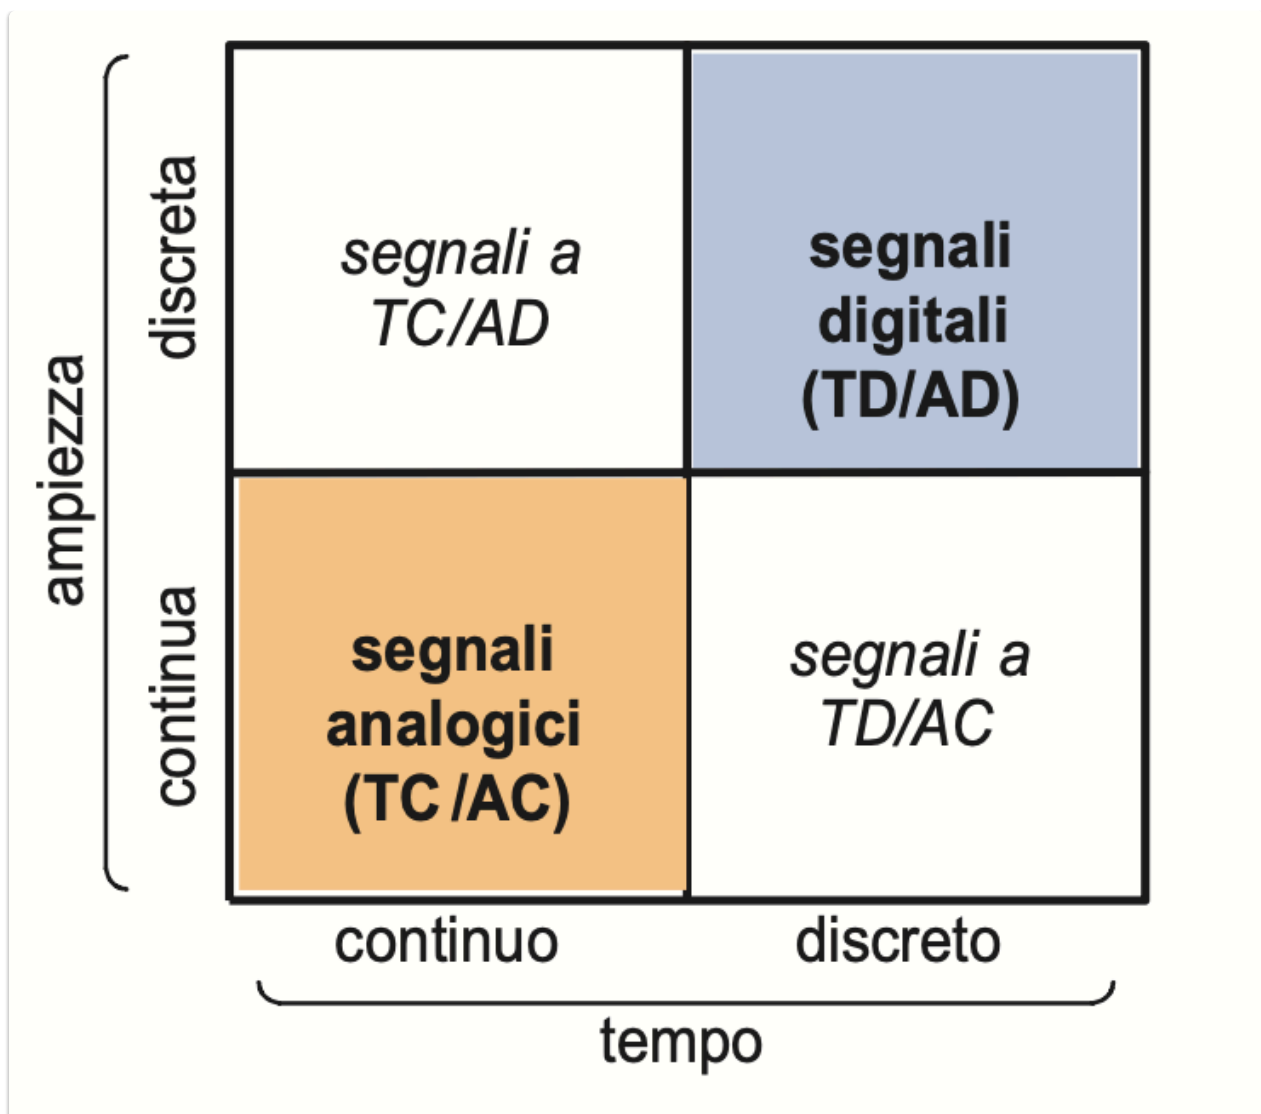 ampiezza
discreta
continua
segnali a
TC/AD
segnali
digitali
(TD/AD)
segnali
analogici
(TC /AC)
segnali a
TD/AC
continuo
discreto
tempo